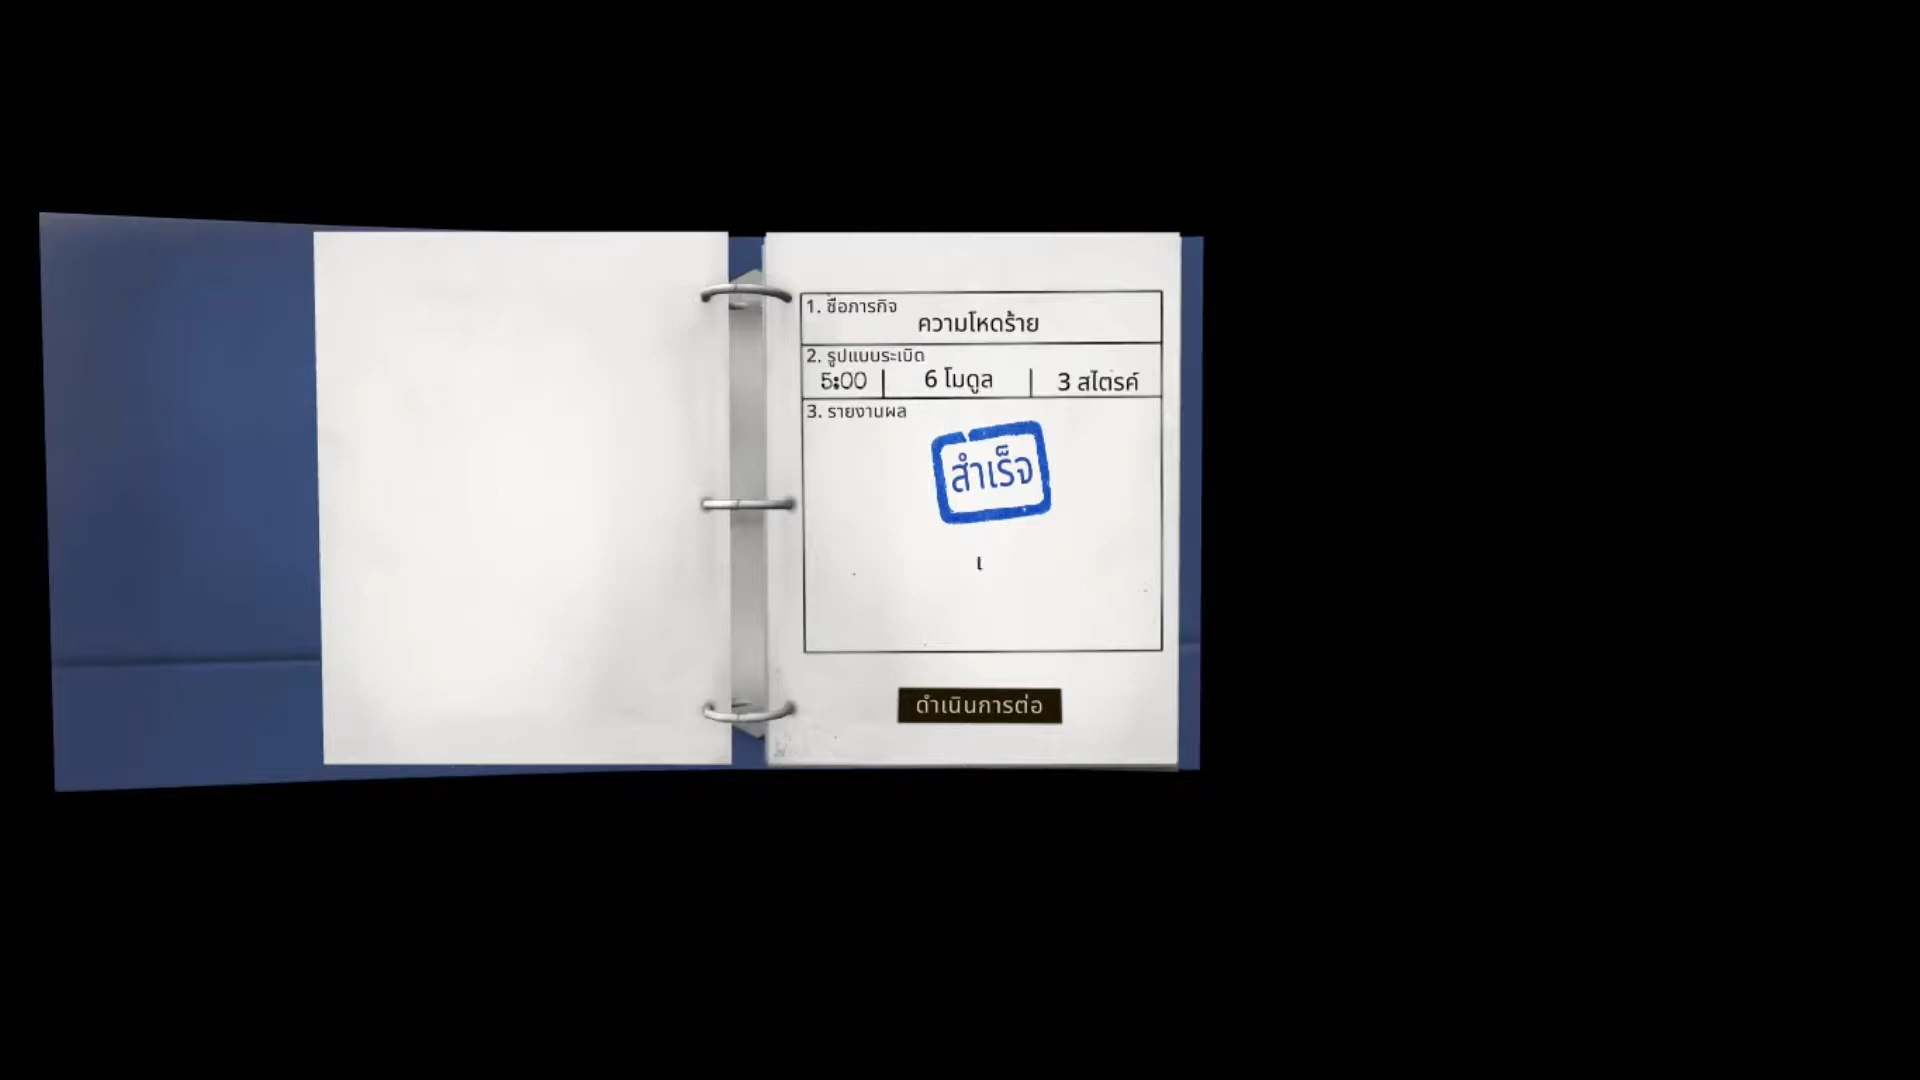 1. ชื่อภารกิจ
ความโหดร้าย
2. รูปแบบระเบิด
5:00 | 6 โมดูล | 3 สไตรค์
3. รายงานผล
สำเร็จ
เ
ดำเนินการต่อ